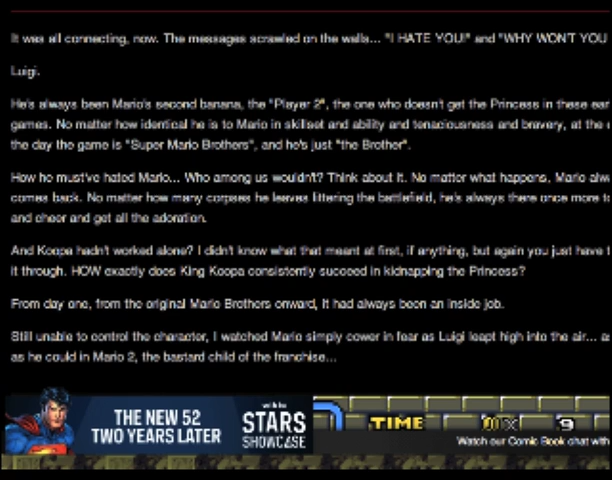 It was all connecting, now. The messages scrawled on the walls... "I HATE YOU!" and "WHY WON'T YOU
Luigi.
He's always been Mario's second banana, the "Player 2", the one who doesn't get the Princess in these
games. No matter how identical he is to Mario in skillset and ability and tenaciousness and bravery, at the
the day the game is "Super Mario Brothers", and he's just "the Brother".
How he must've hated Mario... Who among us wouldn't? Think about it. No matter what happens, Mario
comes back. No matter how many corpses he leaves littering the battlefield, he's always there once more
and cheer and get all the adoration.
And Koopa hadn't worked alone? I didn't know what that meant at first, if anything, but again you just have
it through. HOW exactly does King Koopa consistently succeed in kidnapping the Princess?
From day one, from the original Mario Brothers onward, it had always been an inside job.
Still unable to control the character, I watched Mario simply cower in fear as Luigi leapt high into the air...
as he could in Mario 2, the bastard child of the franchise...
THE NEW 52
TWO YEARS LATER
STARS
SHOWCASE
TIME X 9
Watch our Comic Book chat with